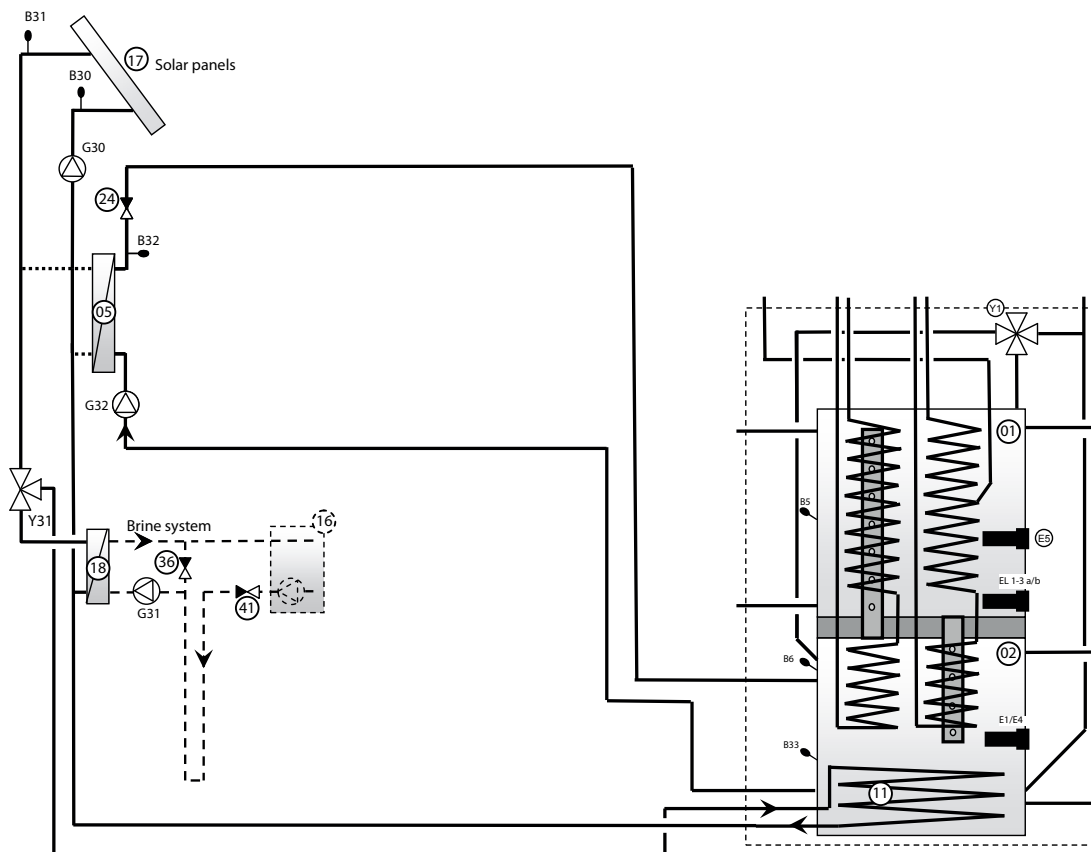 B31
17
Solar panels
B30
G30
24
B32
05
G32
Y31
Brine system
16
36
18
G31
41
Y1
01
B5
E5
EL 1-3 a/b
02
B6
E1/E4
B33
11